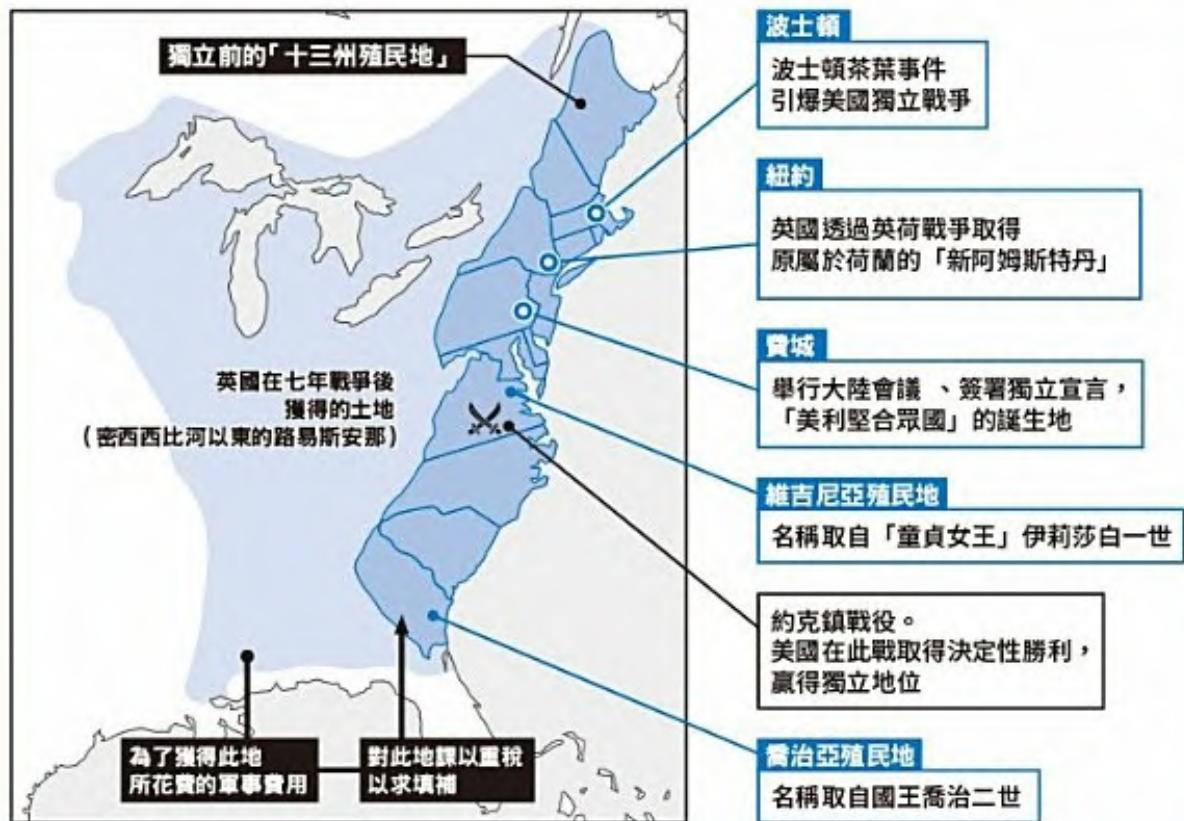 獨立前的「十三州殖民地」
英國在七年戰爭後
獲得的土地
(密西西比河以東的路易斯安那)
為了獲得此地
所花費的軍事費用
對此地課以重稅
以求填補
波士頓
波士頓茶葉事件
引爆美國獨立戰爭
紐約
英國透過英荷戰爭取得
原屬於荷蘭的「新阿姆斯特丹」
費城
舉行大陸會議、簽署獨立宣言，
「美利堅合眾國」的誕生地
維吉尼亞殖民地
名稱取自「童貞女王」伊莉莎白一世
約克鎮戰役。
美國在此戰取得決定性勝利，
贏得獨立地位
喬治亞殖民地
名稱取自國王喬治二世